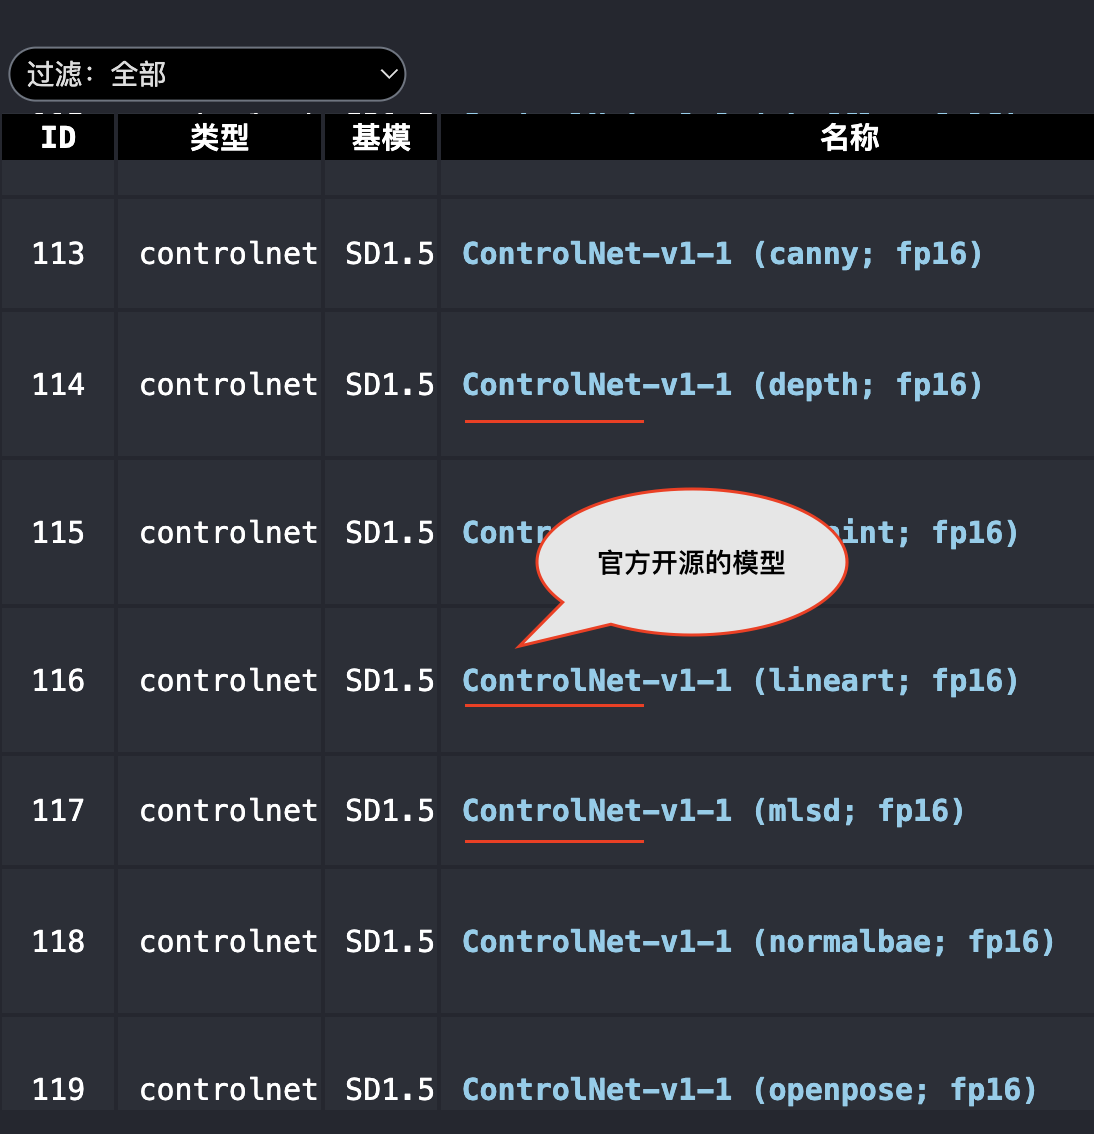 过滤：全部
ID 类型 基模 名称
113 controlnet SD1.5 ControlNet-v1-1 (canny; fp16)
114 controlnet SD1.5 ControlNet-v1-1 (depth; fp16)
115 controlnet SD1.5 Contr int; fp16)
官方开源的模型
116 controlnet SD1.5 ControlNet-v1-1 (lineart; fp16)
117 controlnet SD1.5 ControlNet-v1-1 (mlsd; fp16)
118 controlnet SD1.5 ControlNet-v1-1 (normalbae; fp16)
119 controlnet SD1.5 ControlNet-v1-1 (openpose; fp16)